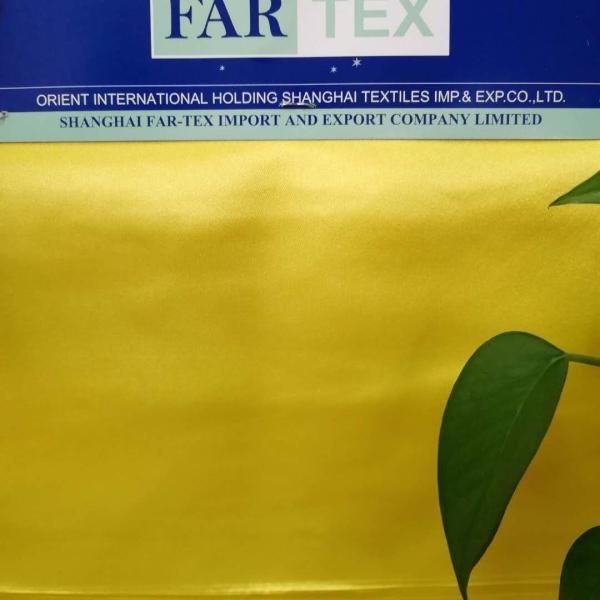 FAR TEX
ORIENT INTERNATIONAL HOLDING SHANGHAI TEXTILES IMP.& EXP.CO.,LTD.
SHANGHAI FAR-TEX IMPORT AND EXPORT COMPANY LIMITED